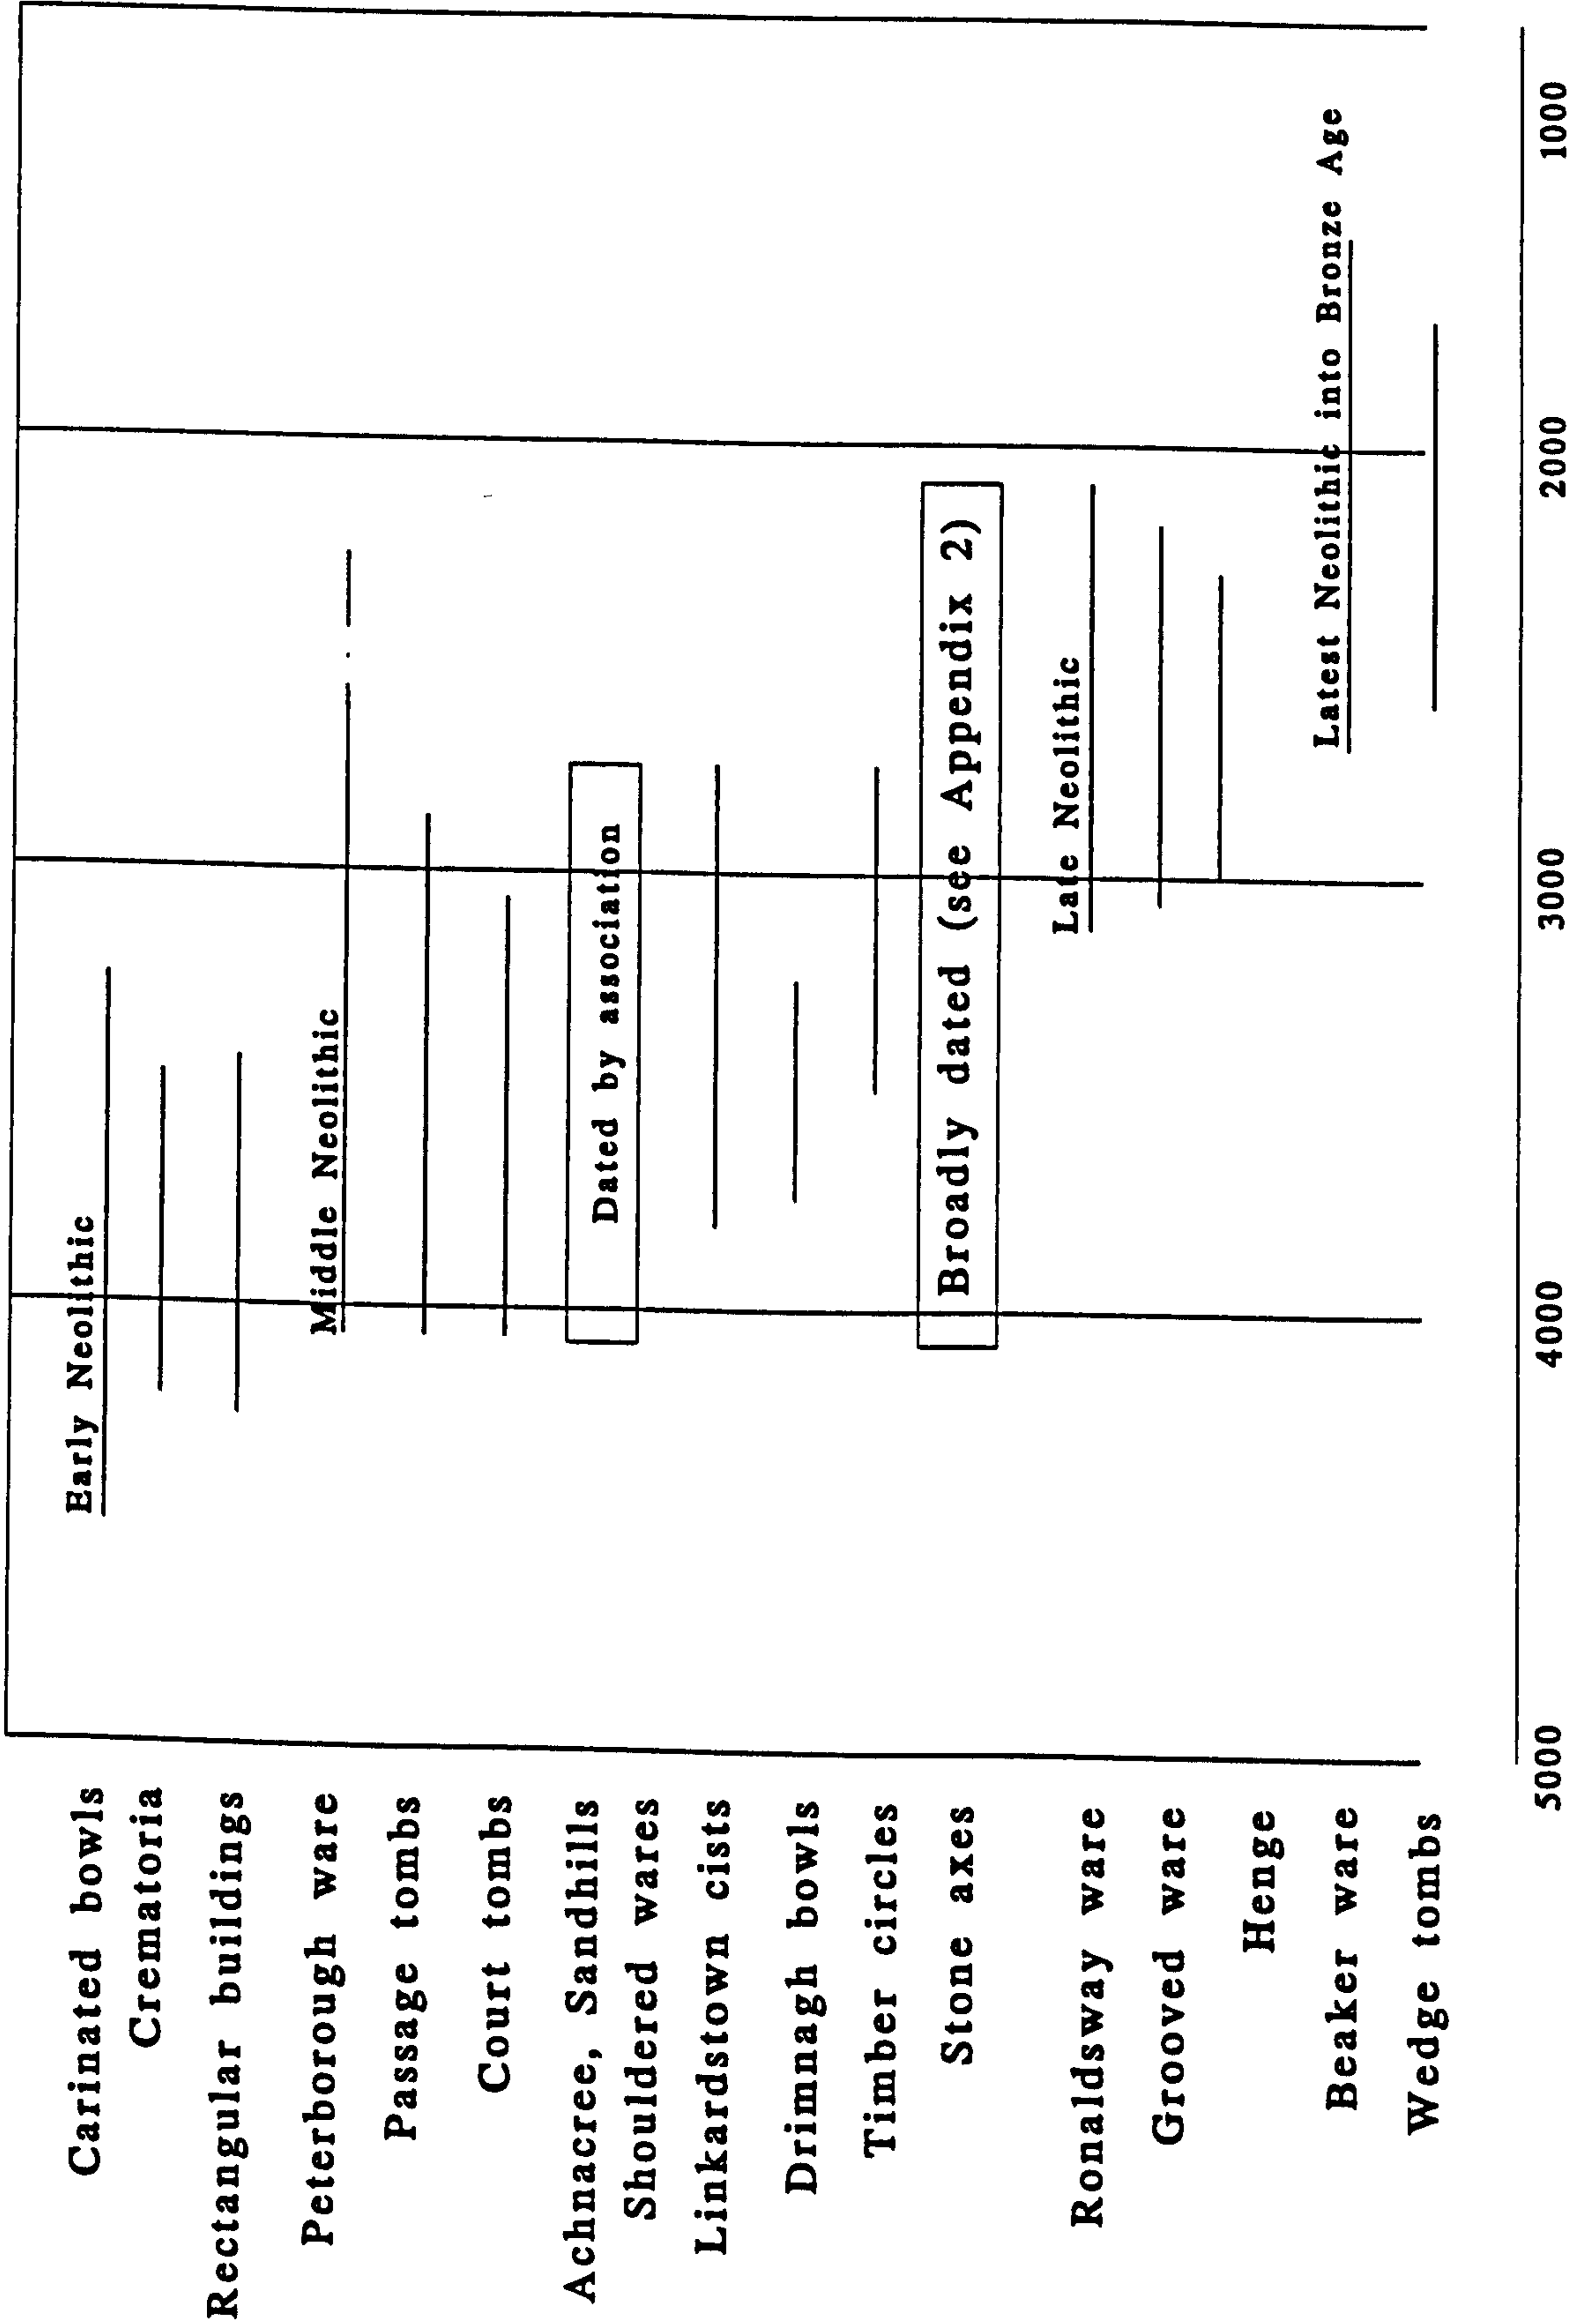 Carinated bowls
Early Neolithic
Crematoria
Rectangular buildings
Peterborough ware
Middle Neolithic
Passage tombs
Court tombs
Achnacree, Sandhills
Shouldered wares
Dated by association
Linkardstown cists
Drimnagh bowls
Timber circles
Stone axes
Broadly dated (see Appendix 2)
Ronaldsway ware
Late Neolithic
Grooved ware
Henge
Beaker ware
Latest Neolithic into Bronze Age
Wedge tombs
5000 4000 3000 2000 1000